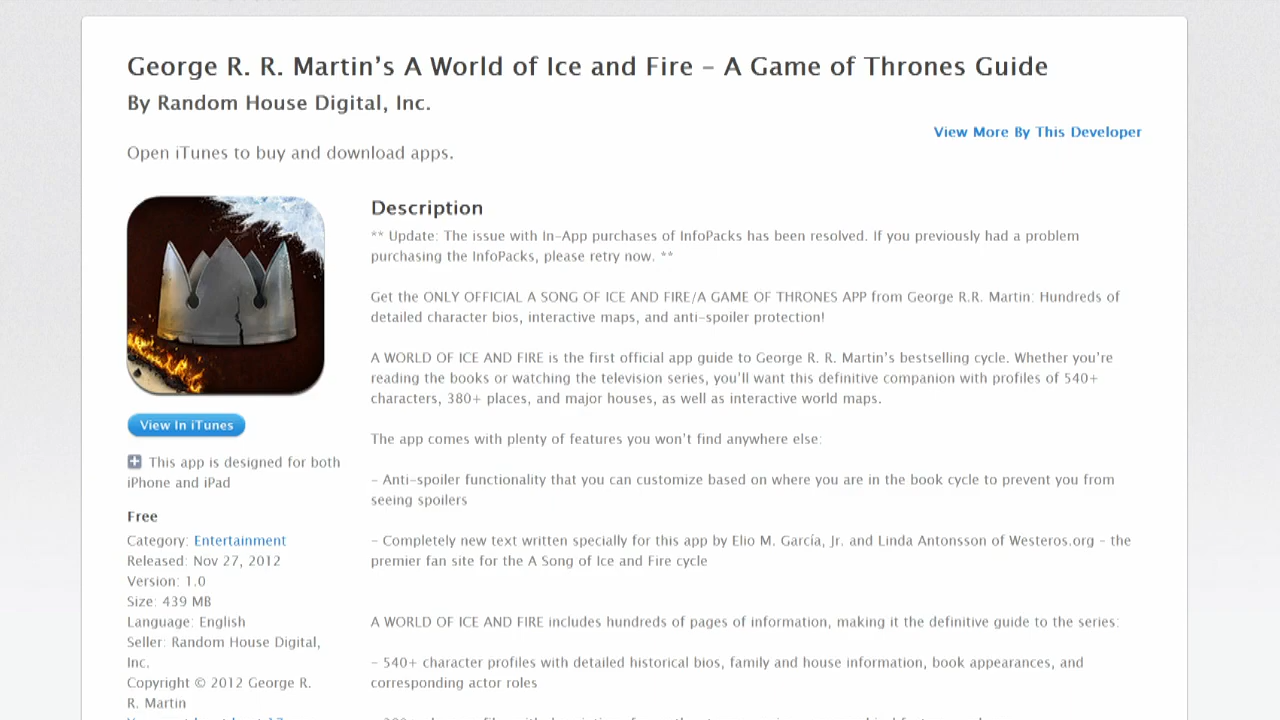 George R. R. Martin’s A World of Ice and Fire – A Game of Thrones Guide
By Random House Digital, Inc.
View More By This Developer
Open iTunes to buy and download apps.
View In iTunes
This app is designed for both
iPhone and iPad
Free
Category: Entertainment
Released: Nov 27, 2012
Version: 1.0
Size: 439 MB
Language: English
Seller: Random House Digital,
Inc.
Copyright © 2012 George R.
R. Martin
Description
** Update: The issue with In-App purchases of InfoPacks has been resolved. If you previously had a problem
purchasing the InfoPacks, please retry now. **
Get the ONLY OFFICIAL A SONG OF ICE AND FIRE/A GAME OF THRONES APP from George R.R. Martin: Hundreds of
detailed character bios, interactive maps, and anti-spoiler protection!
A WORLD OF ICE AND FIRE is the first official app guide to George R. R. Martin’s bestselling cycle. Whether you’re
reading the books or watching the television series, you’ll want this definitive companion with profiles of 540+
characters, 380+ places, and major houses, as well as interactive world maps.
The app comes with plenty of features you won’t find anywhere else:
– Anti-spoiler functionality that you can customize based on where you are in the book cycle to prevent you from
seeing spoilers
– Completely new text written specially for this app by Elio M. García, Jr. and Linda Antonsson of Westeros.org – the
premier fan site for the A Song of Ice and Fire cycle
A WORLD OF ICE AND FIRE includes hundreds of pages of information, making it the definitive guide to the series:
– 540+ character profiles with detailed historical bios, family and house information, book appearances, and
corresponding actor roles